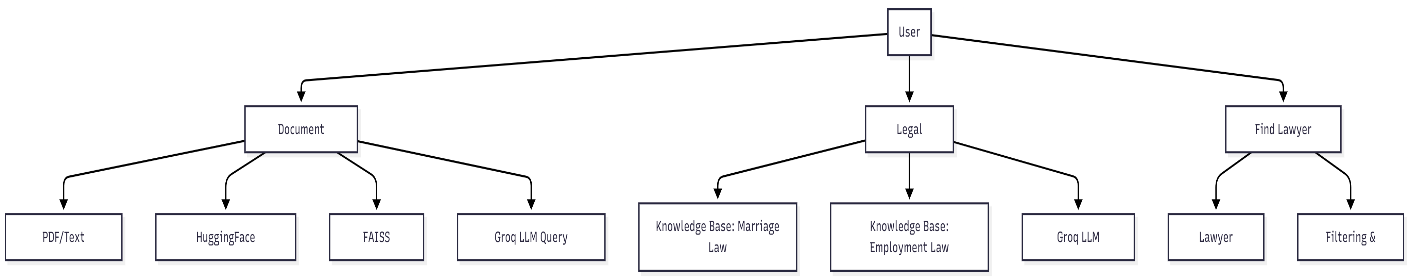 User
Document
Legal
Find Lawyer
PDF/Text
HuggingFace
FAISS
Groq LLM Query
Knowledge Base: Marriage
Law
Knowledge Base:
Employment Law
Groq LLM
Lawyer
Filtering &